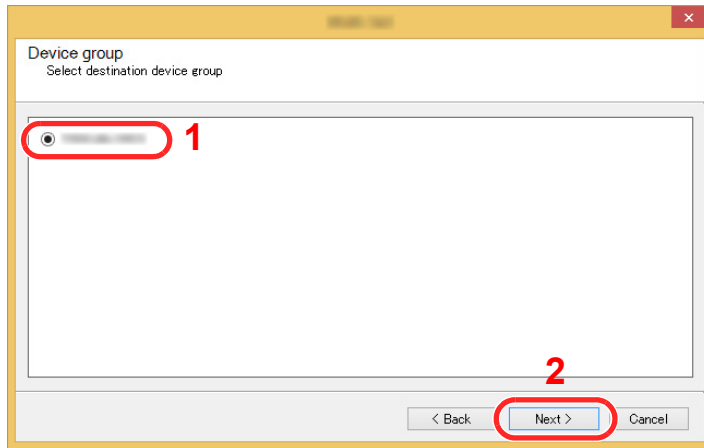 Device group
Select destination device group
1
2
< Back
Next >
Cancel